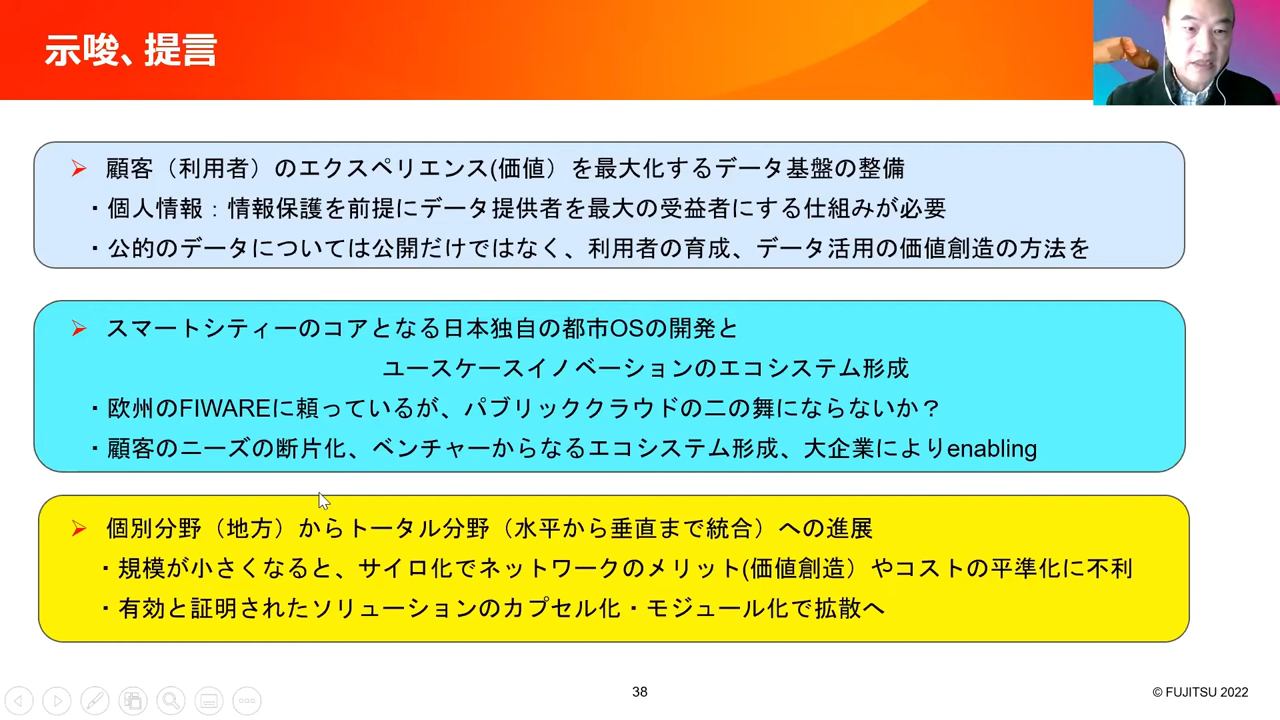 示唆、提言
➢ 顧客（利用者）のエクスペリエンス(価値）を最大化するデータ基盤の整備
・個人情報：情報保護を前提にデータ提供者を最大の受益者にする仕組みが必要
・公的のデータについては公開だけではなく、利用者の育成、データ活用の価値創造の方法を
➢ スマートシティーのコアとなる日本独自の都市OSの開発と
ユースケースイノベーションのエコシステム形成
・欧州のFIWAREに頼っているが、パブリッククラウドの二の舞にならないか？
・顧客のニーズの断片化、ベンチャーからなるエコシステム形成、大企業によりenabling
➢ 個別分野（地方）からトータル分野（水平から垂直まで統合）への進展
・規模が小さくなると、サイロ化でネットワークのメリット(価値創造）やコストの平準化に不利
・有効と証明されたソリューションのカプセル化・モジュール化で拡散へ
38
© FUJITSU 2022